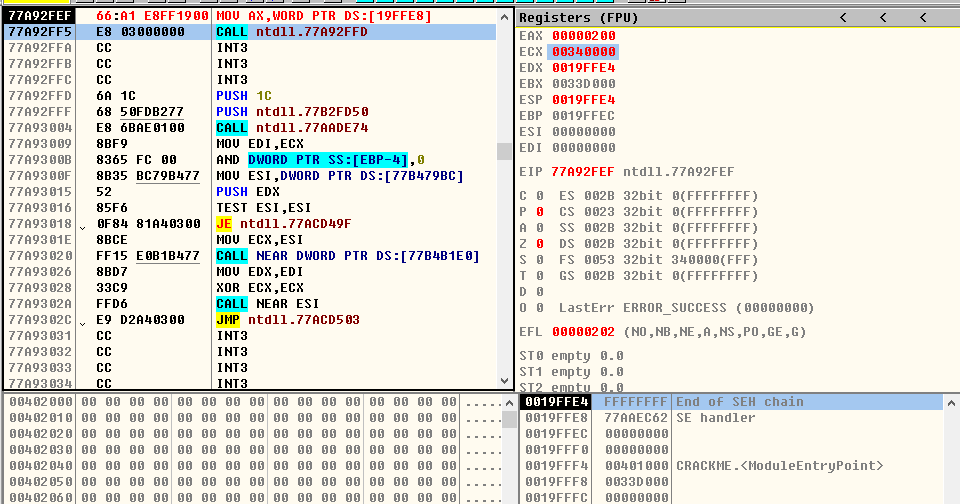 77A92FEF 66:A1 E8FF1900 MOV AX,WORD PTR DS:[19FFE8]
77A92FF5 E8 03000000 CALL ntdll.77A92FFD
77A92FFA CC INT3
77A92FFB CC INT3
77A92FFC CC INT3
77A92FFD 6A 1C PUSH 1C
77A92FFF 68 50FDB277 PUSH ntdll.77B2FD50
77A93004 E8 6BAE0100 CALL ntdll.77AADE74
77A93009 8BF9 MOV EDI,ECX
77A9300B 8365 FC 00 AND DWORD PTR SS:[EBP-4],0
77A9300F 8B35 BC79B477 MOV ESI,DWORD PTR DS:[77B479BC]
77A93015 52 PUSH EDX
77A93016 85F6 TEST ESI,ESI
77A93018 0F84 81A40300 JE ntdll.77ACD49F
77A9301E 8BCE MOV ECX,ESI
77A93020 FF15 E0B1B477 CALL NEAR DWORD PTR DS:[77B4B1E0]
77A93026 8BD7 MOV EDX,EDI
77A93028 33C9 XOR ECX,ECX
77A9302A FFD6 CALL NEAR ESI
77A9302C E9 D2A40300 JMP ntdll.77ACD503
77A93031 CC INT3
77A93032 CC INT3
77A93033 CC INT3
77A93034 CC INT3
Registers (FPU) < < <
EAX 00000200
ECX 00340000
EDX 0019FFE4
EBX 0033D000
ESP 0019FFE4
EBP 0019FFEC
ESI 00000000
EDI 00000000
EIP 77A92FEF ntdll.77A92FEF
C 0 ES 002B 32bit 0(FFFFFFFF)
P 0 CS 0023 32bit 0(FFFFFFFF)
A 0 SS 002B 32bit 0(FFFFFFFF)
Z 0 DS 002B 32bit 0(FFFFFFFF)
S 0 FS 0053 32bit 340000(FFF)
T 0 GS 002B 32bit 0(FFFFFFFF)
D 0
O 0 LastErr ERROR_SUCCESS (00000000)
EFL 00000202 (NO,NB,NE,A,NS,PO,GE,G)
ST0 empty 0.0
ST1 empty 0.0
ST2 empty 0.0
00402000 00 00 00 00 00 00 00 00 00 00 00 00 00 00 00 00 .....
00402010 00 00 00 00 00 00 00 00 00 00 00 00 00 00 00 00 .....
00402020 00 00 00 00 00 00 00 00 00 00 00 00 00 00 00 00 .....
00402030 00 00 00 00 00 00 00 00 00 00 00 00 00 00 00 00 .....
00402040 00 00 00 00 00 00 00 00 00 00 00 00 00 00 00 00 .....
00402050 00 00 00 00 00 00 00 00 00 00 00 00 00 00 00 00 .....
00402060 00 00 00 00 00 00 00 00 00 00 00 00 00 00 00 00 .....
0019FFE4 FFFFFFFF End of SEH chain
0019FFE8 77AAEC62 SE handler
0019FFEC 00000000
0019FFF0 00000000
0019FFF4 00401000 CRACKME.<ModuleEntryPoint>
0019FFF8 0033D000
0019FFFC 00000000